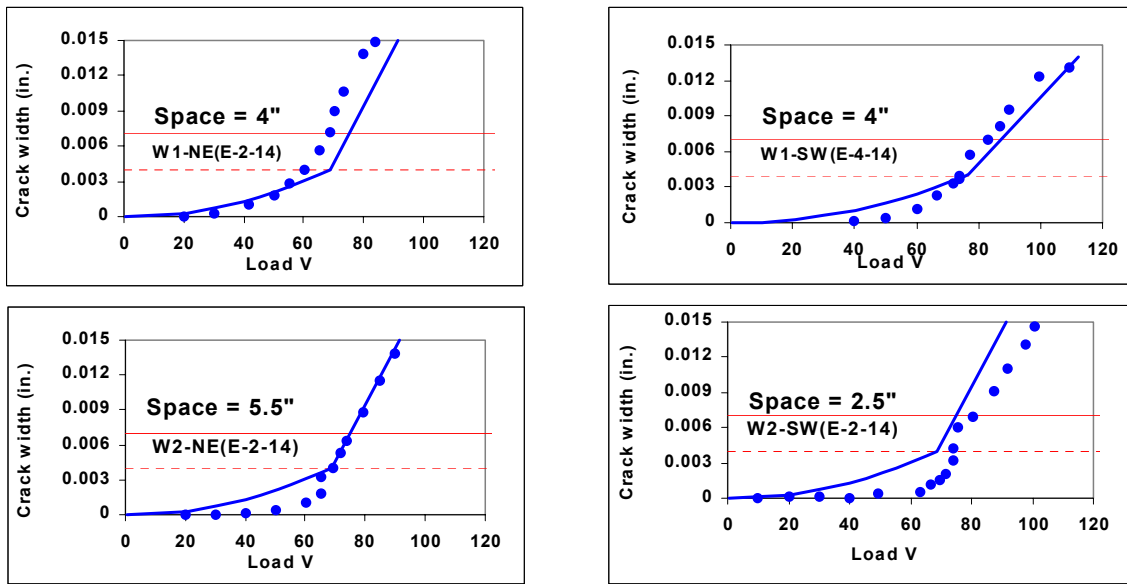 0.015
0.012
0.009
0.006
0.003
0
Crack width (in.)
Space = 4"
W1-NE(E-2-14)
0 20 40 60 80 100 120
Load V
0.015
0.012
0.009
0.006
0.003
0
Crack width (in.)
Space = 4"
W1-SW(E-4-14)
0 20 40 60 80 100 120
Load V
0.015
0.012
0.009
0.006
0.003
0
Crack width (in.)
Space = 5.5"
W2-NE(E-2-14)
0 20 40 60 80 100 120
Load V
0.015
0.012
0.009
0.006
0.003
0
Crack width (in.)
Space = 2.5"
W2-SW(E-2-14)
0 20 40 60 80 100 120
Load V